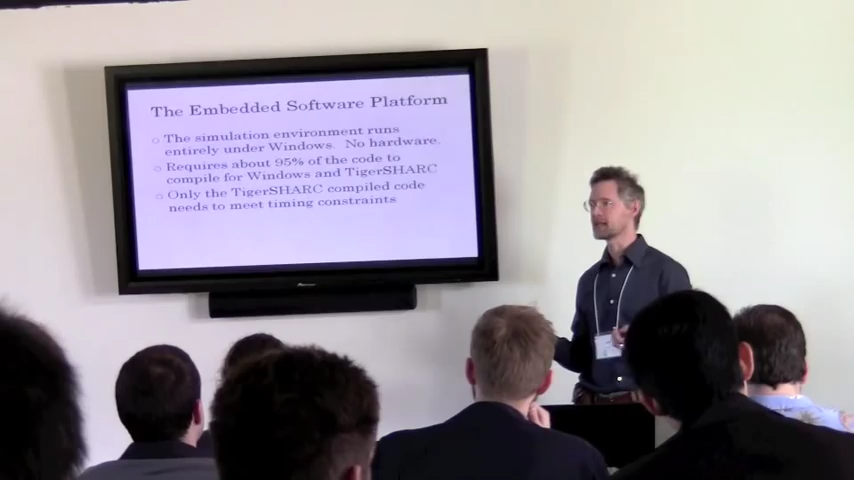 The Embedded Software Platform
The simulation environment runs
entirely under Windows. No hardware.
Requires about 95% of the code to
compile for Windows and TigerSHARC
Only the TigerSHARC compiled code
needs to meet timing constraints